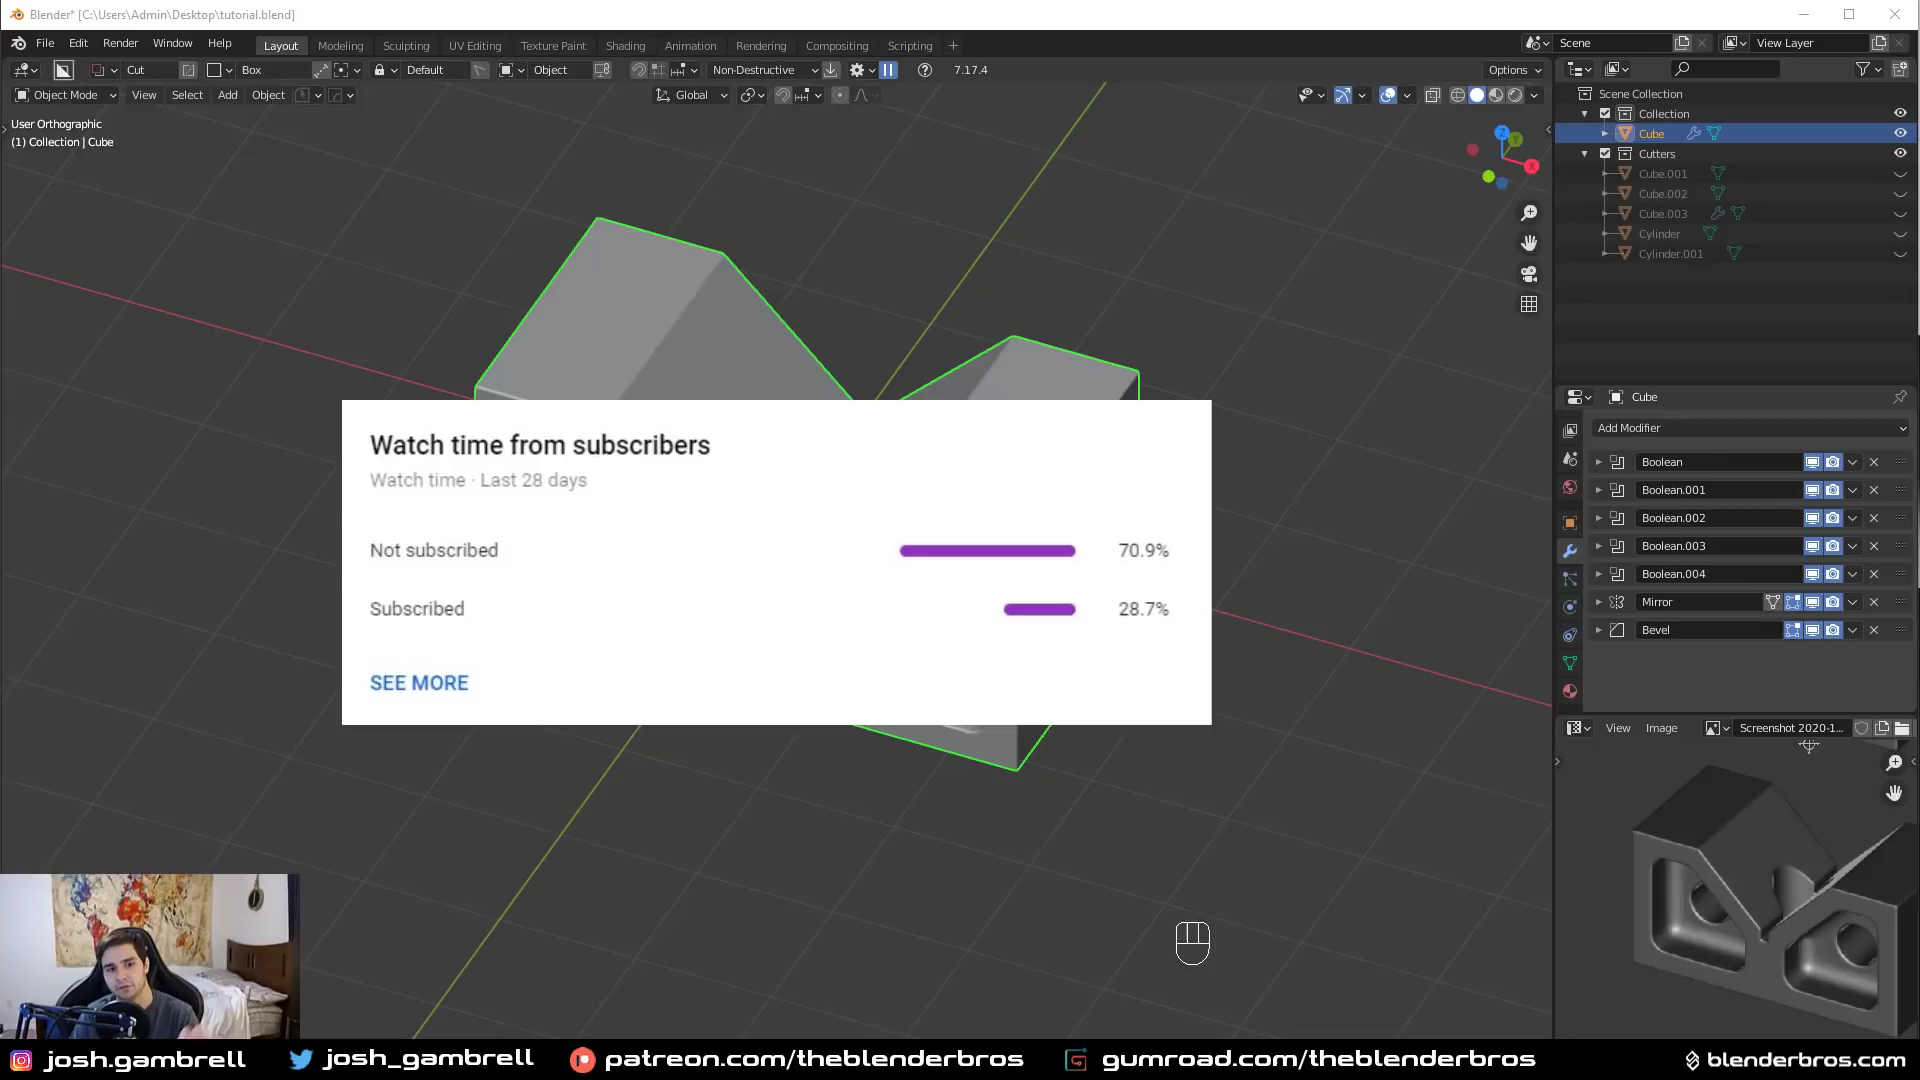 Blender* [C:\Users\Admin\Desktop\tutorial.blend]
File Edit Render Window Help Layout Modeling Sculpting UV Editing Texture Paint Shading Animation Rendering Compositing Scripting + Scene View Layer
Cut Box Default Object Non-Destructive 7.17.4 Options
Object Mode View Select Add Object Global
User Orthographic
(1) Collection | Cube
Z
Y
X
Scene Collection
Collection
Cube
Cutters
Cube.001
Cube.002
Cube.003
Cylinder
Cylinder.001
Cube
Add Modifier
Boolean
Boolean.001
Boolean.002
Boolean.003
Boolean.004
Mirror
Bevel
View Image Screenshot 2020-1...
Watch time from subscribers
Watch time · Last 28 days
Not subscribed 70.9%
Subscribed 28.7%
SEE MORE
josh.gambrell josh_gambrell patreon.com/theblenderbros gumroad.com/theblenderbros blenderbros.com